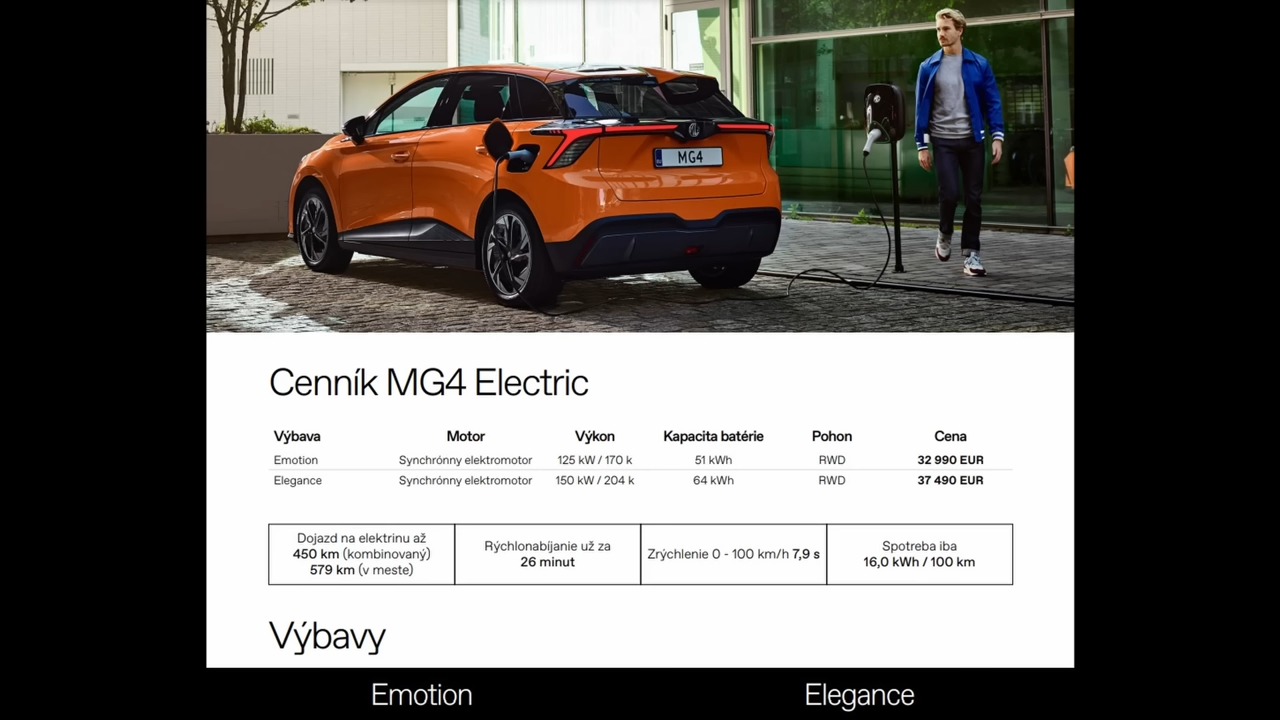 MG4
Cenník MG4 Electric
Výbava Motor Výkon Kapacita batérie Pohon Cena
Emotion Synchrónny elektromotor 125 kW / 170 k 51 kWh RWD 32 990 EUR
Elegance Synchrónny elektromotor 150 kW / 204 k 64 kWh RWD 37 490 EUR
Dojazd na elektrinu až
450 km (kombinovaný)
579 km (v meste)
Rýchlonabíjanie už za
26 minut
Zrýchlenie 0 - 100 km/h 7,9 s
Spotreba iba
16,0 kWh / 100 km
Výbavy
Emotion Elegance